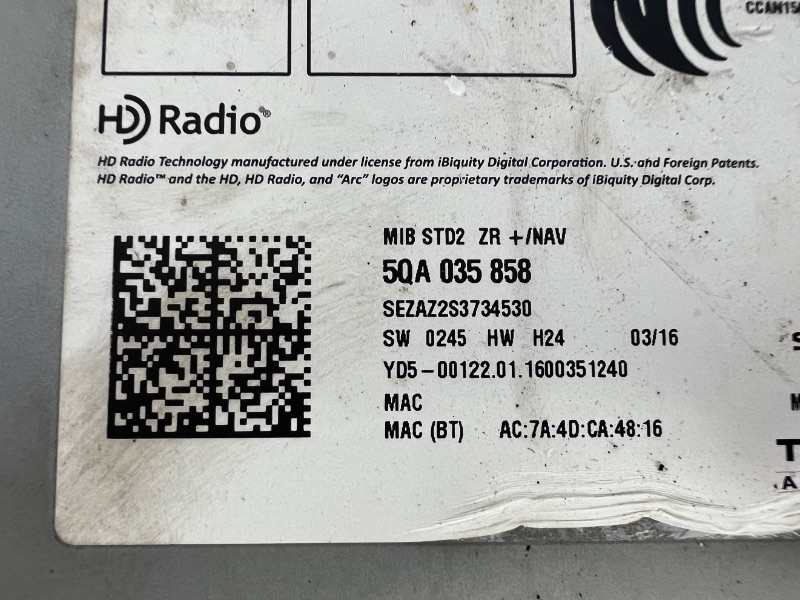 HD Radio®
HD Radio Technology manufactured under license from iBiquity Digital Corporation. U.S. and Foreign Patents.
HD Radio™ and the HD, HD Radio, and “Arc” logos are proprietary trademarks of iBiquity Digital Corp.
MIB STD2 ZR +/NAV
5QA 035 858
SEZAZ2S3734530
SW 0245 HW H24 03/16
YD5-00122.01.1600351240
MAC
MAC (BT) AC:7A:4D:CA:48:16